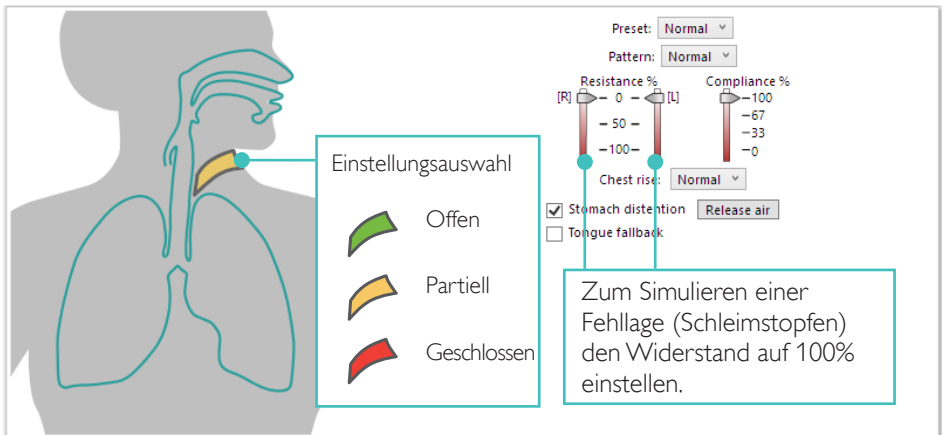 Preset: Normal
Pattern: Normal
Resistance % Compliance %
[R] 0 [L] 100
67
50 33
100 0
Chest rise: Normal
Stomach distention Release air
Tongue fallback
Einstellungsauswahl
Offen
Partiell
Geschlossen
Zum Simulieren einer
Fehllage (Schleimstopfen)
den Widerstand auf 100%
einstellen.